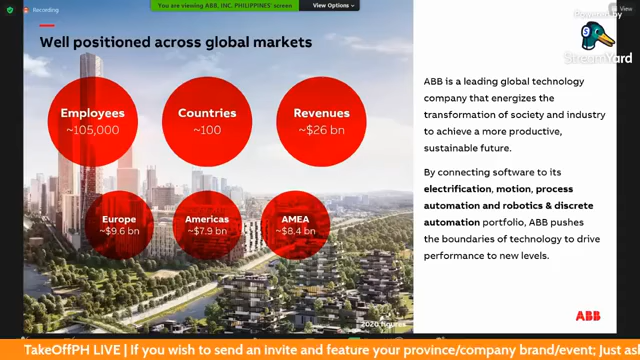 Recording
You are viewing ABB, INC. PHILIPPINES' screen
View Options
View
Powered by
StreamYard
Well positioned across global markets
Employees
~105,000
Countries
~100
Revenues
~$26 bn
Europe
~$9.6 bn
Americas
~$7.9 bn
AMEA
~$8.4 bn
2020 figures
ABB is a leading global technology
company that energizes the
transformation of society and industry
to achieve a more productive,
sustainable future.
By connecting software to its
electrification, motion, process
automation and robotics & discrete
automation portfolio, ABB pushes
the boundaries of technology to drive
performance to new levels.
ABB
TakeOffPH LIVE | If you wish to send an invite and feature your province/company brand/event; Just as